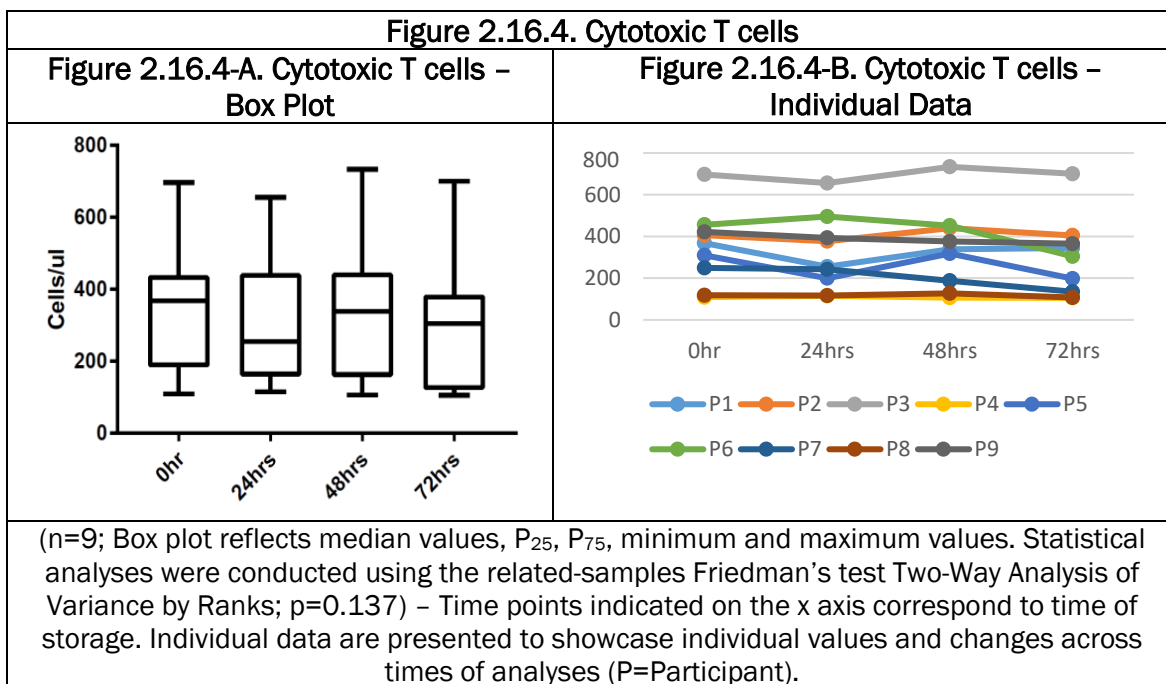 Figure 2.16.4. Cytotoxic T cells
Figure 2.16.4-A. Cytotoxic T cells –
Box Plot
Figure 2.16.4-B. Cytotoxic T cells –
Individual Data
800
600
400
200
0
Cells/ul
0hr
24hrs
48hrs
72hrs
800
600
400
200
0
0hr 24hrs 48hrs 72hrs
P1 P2 P3 P4 P5
P6 P7 P8 P9
(n=9; Box plot reflects median values, P25, P75, minimum and maximum values. Statistical
analyses were conducted using the related-samples Friedman’s test Two-Way Analysis of
Variance by Ranks; p=0.137) – Time points indicated on the x axis correspond to time of
storage. Individual data are presented to showcase individual values and changes across
times of analyses (P=Participant).